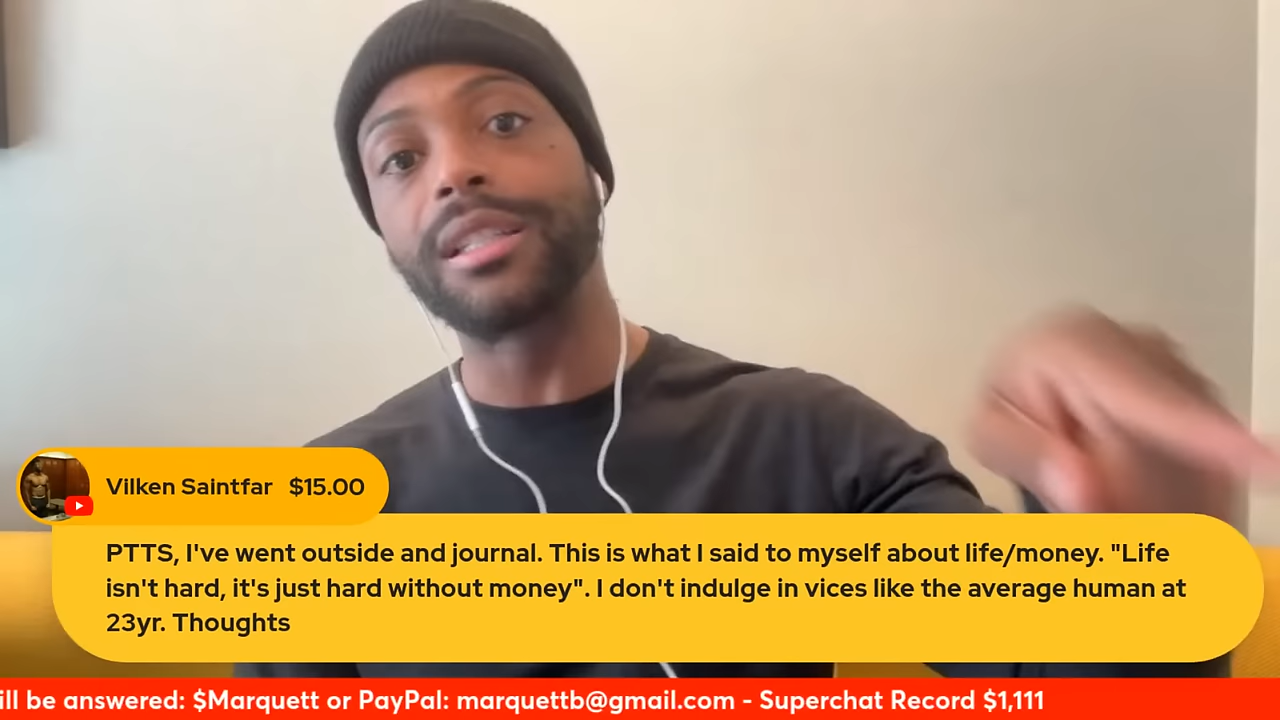 Vilken Saintfar $15.00
PTTS, I've went outside and journal. This is what I said to myself about life/money. "Life
isn't hard, it's just hard without money". I don't indulge in vices like the average human at
23yr. Thoughts
ill be answered: $Marquett or PayPal: marquettb@gmail.com - Superchat Record $1,111